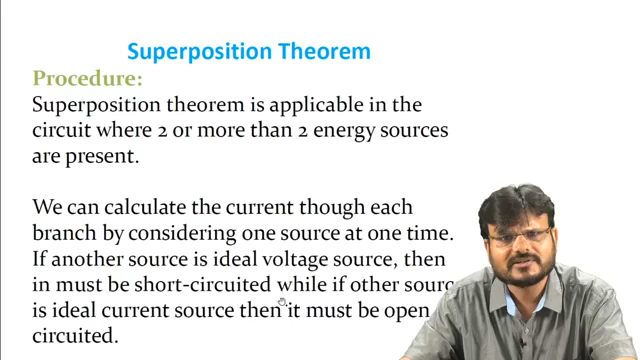 Superposition Theorem
Procedure:
Superposition theorem is applicable in the
circuit where 2 or more than 2 energy sources
are present.
We can calculate the current though each
branch by considering one source at one time.
If another source is ideal voltage source, then
in must be short-circuited while if other sourc
is ideal current source then it must be open
circuited.